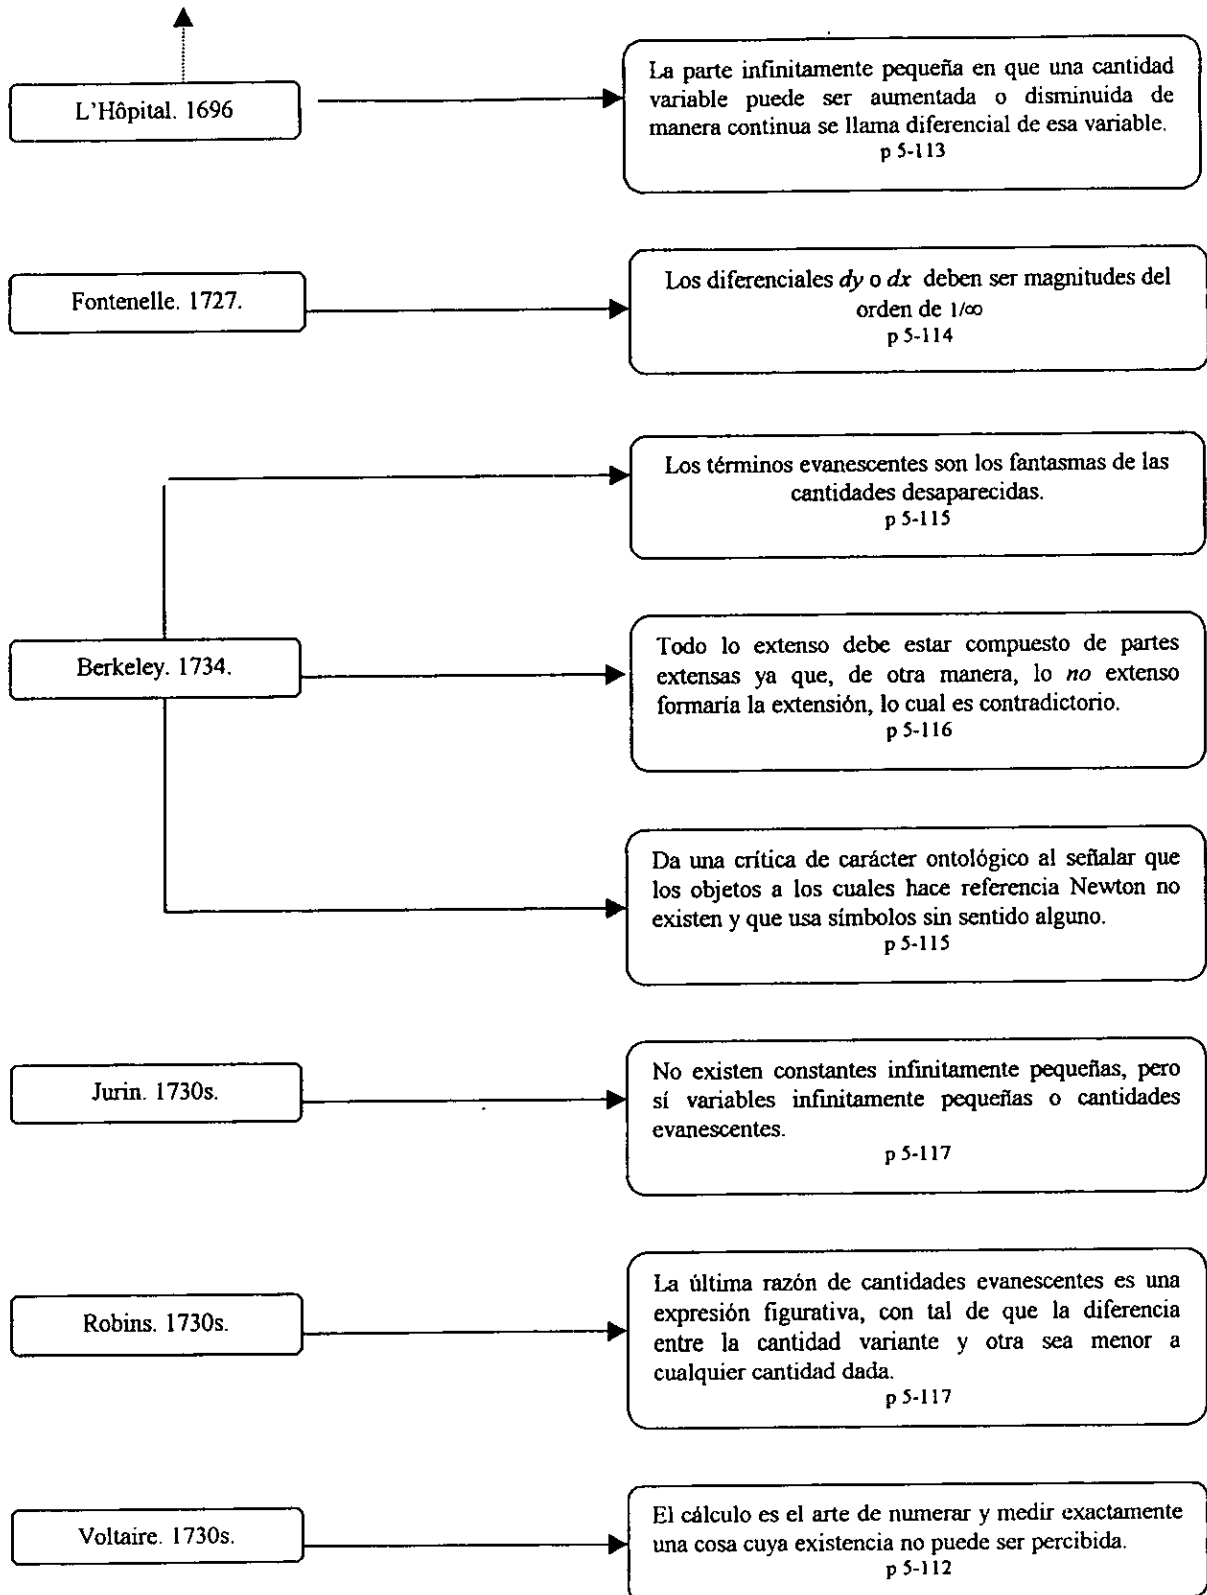 L'Hôpital. 1696
La parte infinitamente pequeña en que una cantidad
variable puede ser aumentada o disminuida de
manera continua se llama diferencial de esa variable.
p 5-113
Fontenelle. 1727.
Los diferenciales dy o dx deben ser magnitudes del
orden de 1/∞
p 5-114
Los términos evanescentes son los fantasmas de las
cantidades desaparecidas.
p 5-115
Berkeley. 1734.
Todo lo extenso debe estar compuesto de partes
extensas ya que, de otra manera, lo no extenso
formaría la extensión, lo cual es contradictorio.
p 5-116
Da una crítica de carácter ontológico al señalar que
los objetos a los cuales hace referencia Newton no
existen y que usa símbolos sin sentido alguno.
p 5-115
Jurin. 1730s.
No existen constantes infinitamente pequeñas, pero
sí variables infinitamente pequeñas o cantidades
evanescentes.
p 5-117
Robins. 1730s.
La última razón de cantidades evanescentes es una
expresión figurativa, con tal de que la diferencia
entre la cantidad variante y otra sea menor a
cualquier cantidad dada.
p 5-117
Voltaire. 1730s.
El cálculo es el arte de numerar y medir exactamente
una cosa cuya existencia no puede ser percibida.
p 5-112